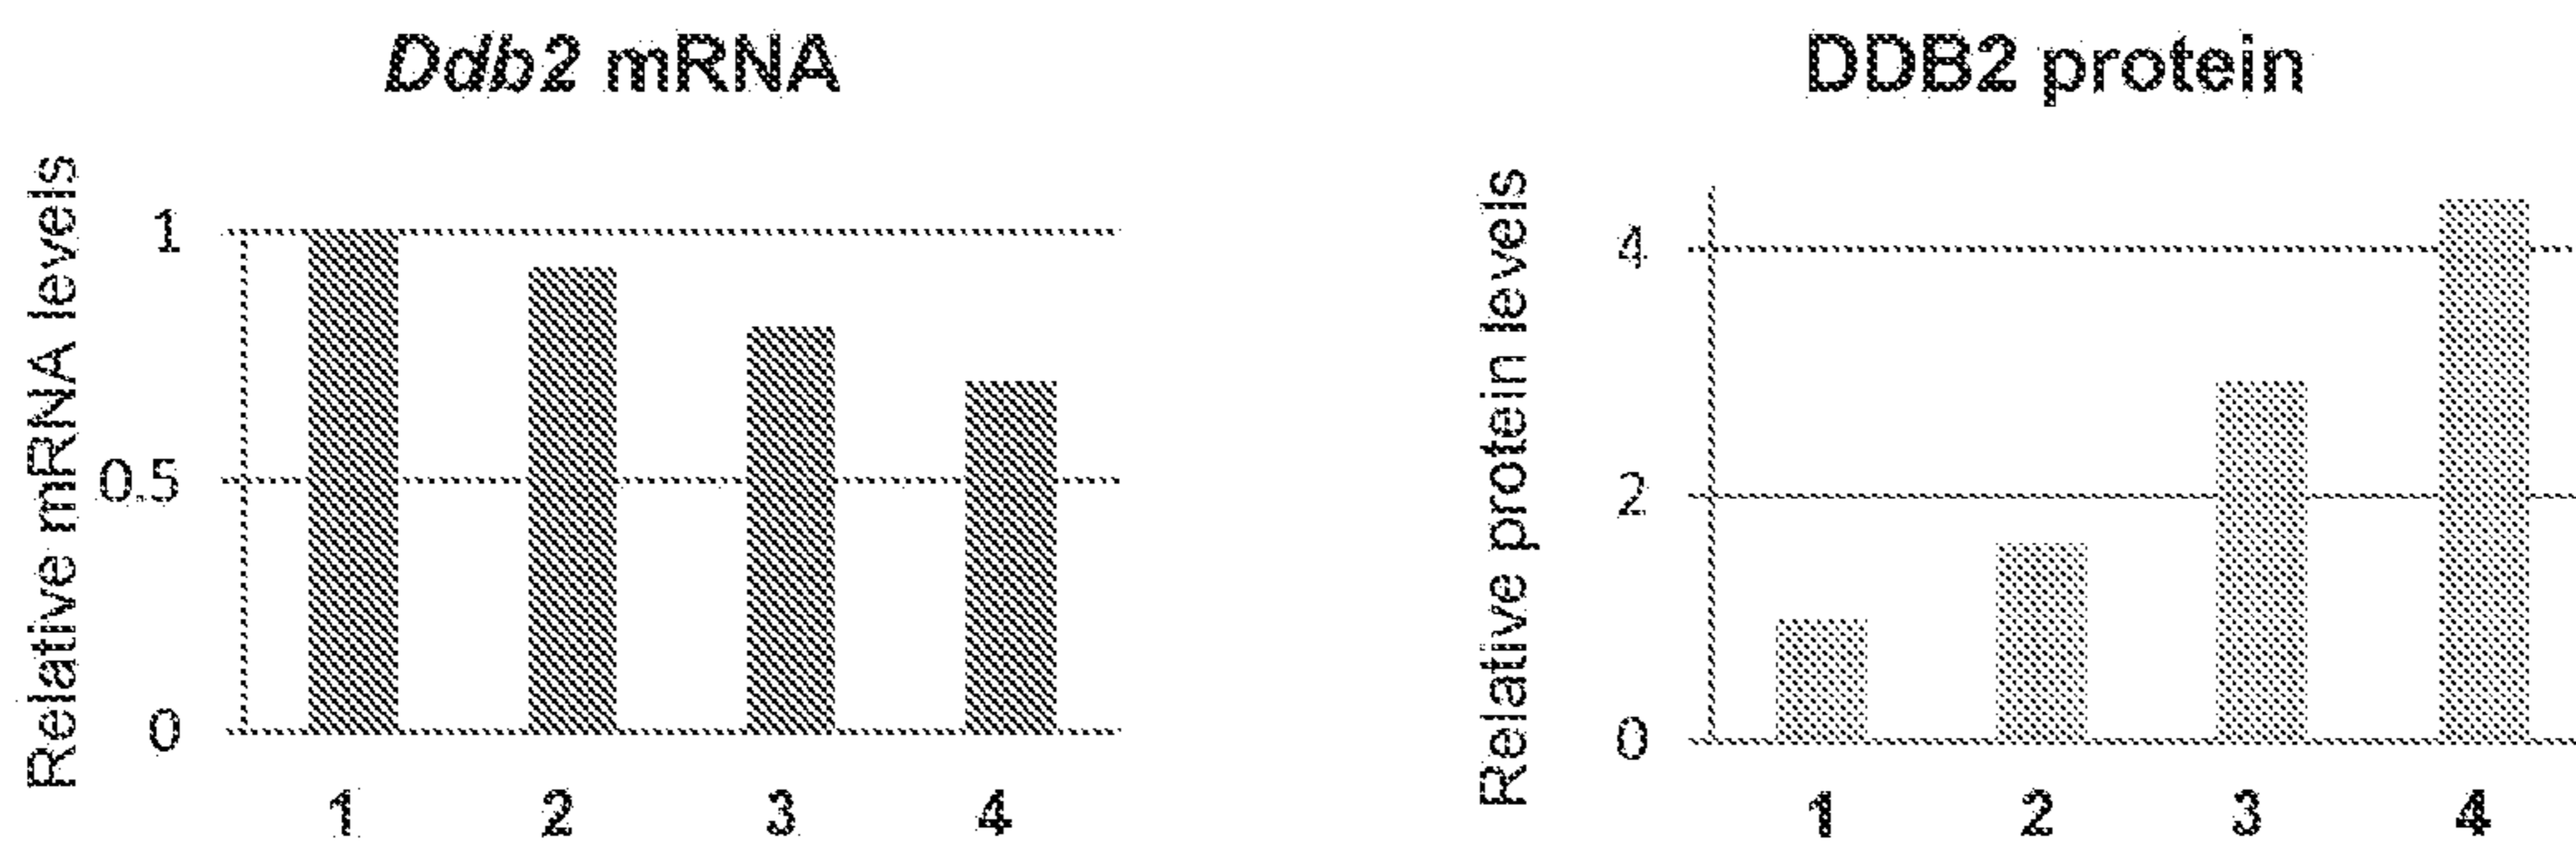 Ddb2 mRNA
Relative mRNA levels
1
0.5
0
1 2 3 4
DDB2 protein
Relative protein levels
4
2
0
1 2 3 4